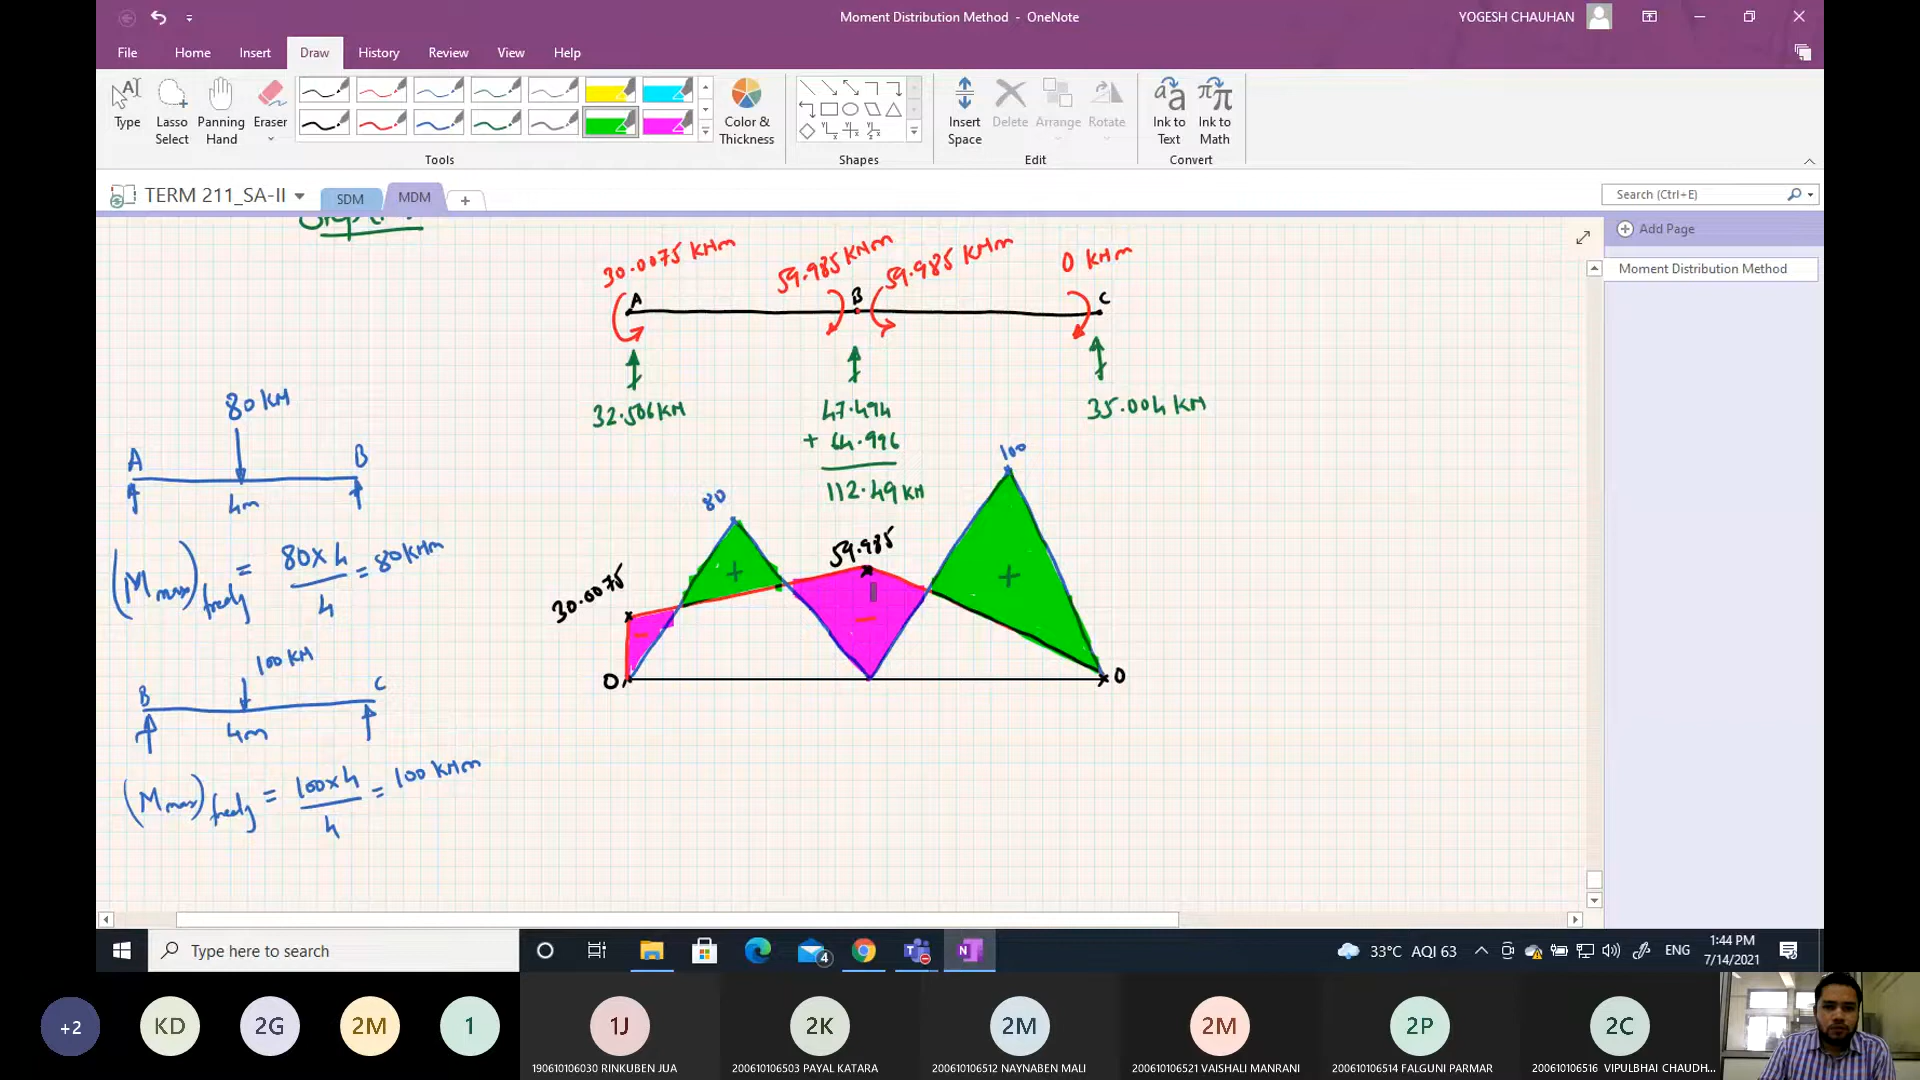 Moment Distribution Method - OneNote
YOGESH CHAUHAN
File Home Insert Draw History Review View Help
Type
Lasso Select
Panning Hand
Eraser
Color & Thickness
Insert Space
Delete
Arrange
Rotate
Ink to Text
Ink to Math
Tools
Shapes
Edit
Convert
TERM 211_SA-II
SDM
MDM
Search (Ctrl+E)
Add Page
Moment Distribution Method
30.0075 KNm
59.985 KNm
59.985 KNm
0 KNm
A
B
C
32.506 KN
47.494
+ 64.996
112.49 KN
35.004 KN
80 KN
A
B
4m
(Mmax)freely = 80×4/4 = 80 KNm
100 KN
B
C
4m
(Mmax)freely = 100×4/4 = 100 KNm
80
100
59.985
30.0075
+
-
-
+
0
0
Type here to search
4
33°C AQI 63
ENG
1:44 PM
7/14/2021
+2
KD
2G
2M
1
1J
2K
2M
2M
2P
2C
190610106030 RINKUBEN JUA
200610106503 PAYAL KATARA
200610106512 NAYNABEN MALI
200610106521 VAISHALI MANRANI
200610106514 FALGUNI PARMAR
200610106516 VIPULBHAI CHAUDH...